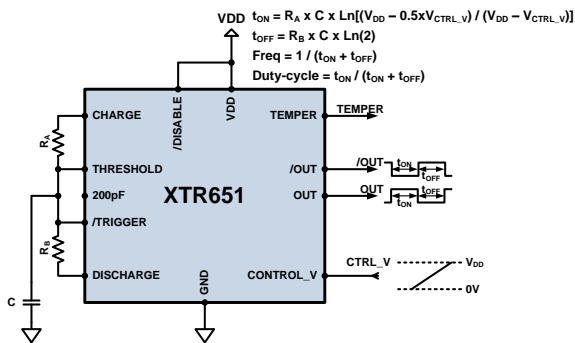 VDD
tON = RA x C x Ln[(VDD – 0.5xVCTRL_V) / (VDD – VCTRL_V)]
tOFF = RB x C x Ln(2)
Freq = 1 / (tON + tOFF)
Duty-cycle = tON / (tON + tOFF)
CHARGE
/DISABLE
VDD
TEMPER
TEMPER
RA
THRESHOLD
/OUT
/OUT
tON
tOFF
200pF
XTR651
OUT
OUT
tOFF
tON
/TRIGGER
RB
DISCHARGE
GND
CONTROL_V
CTRL_V
VDD
0V
C